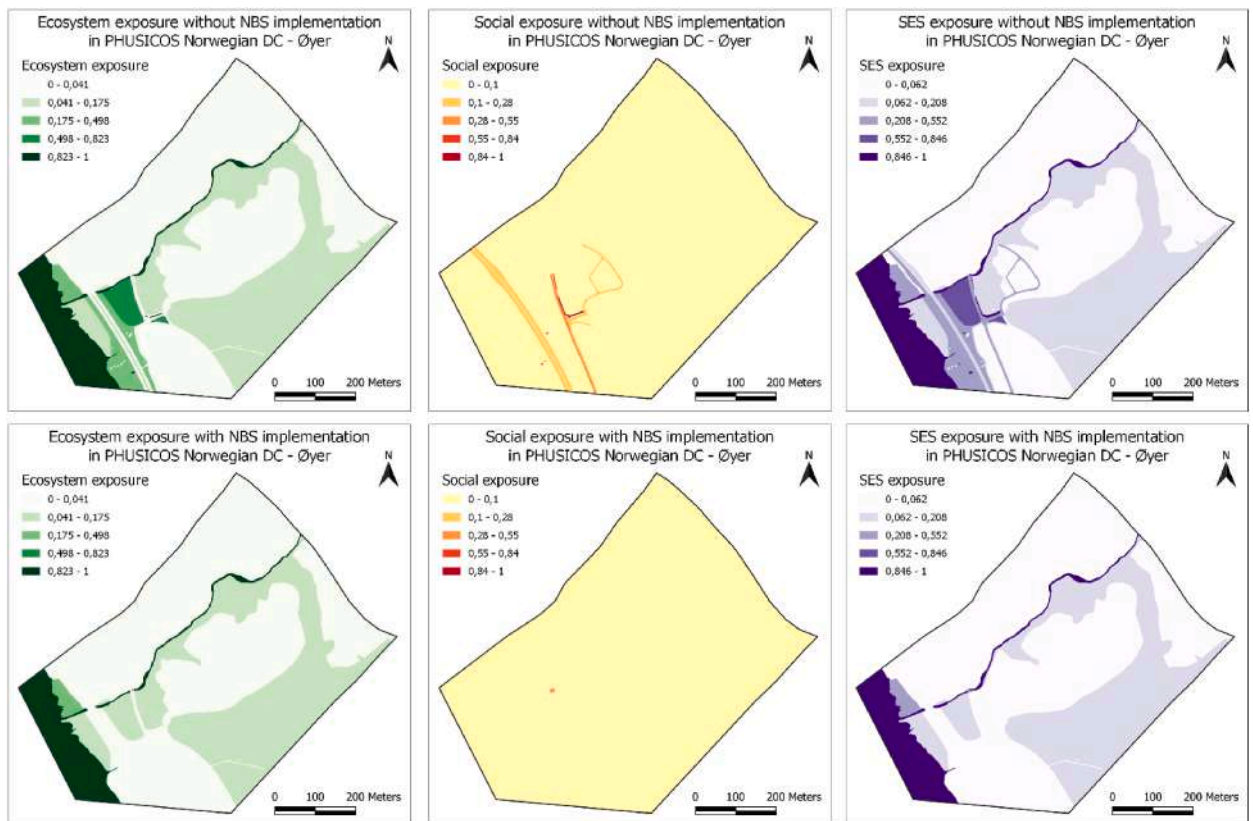 Ecosystem exposure without NBS implementation
in PHUSICOS Norwegian DC - Øyer
N
Ecosystem exposure
0 - 0,041
0,041 - 0,175
0,175 - 0,498
0,498 - 0,823
0,823 - 1
0 100 200 Meters
Social exposure without NBS implementation
in PHUSICOS Norwegian DC - Øyer
N
Social exposure
0 - 0,1
0,1 - 0,28
0,28 - 0,55
0,55 - 0,84
0,84 - 1
0 100 200 Meters
SES exposure without NBS implementation
in PHUSICOS Norwegian DC - Øyer
N
SES exposure
0 - 0,062
0,062 - 0,208
0,208 - 0,552
0,552 - 0,846
0,846 - 1
0 100 200 Meters
Ecosystem exposure with NBS implementation
in PHUSICOS Norwegian DC - Øyer
N
Ecosystem exposure
0 - 0,041
0,041 - 0,175
0,175 - 0,498
0,498 - 0,823
0,823 - 1
0 100 200 Meters
Social exposure with NBS implementation
in PHUSICOS Norwegian DC - Øyer
N
Social exposure
0 - 0,1
0,1 - 0,28
0,28 - 0,55
0,55 - 0,84
0,84 - 1
0 100 200 Meters
SES exposure with NBS implementation
in PHUSICOS Norwegian DC - Øyer
N
SES exposure
0 - 0,062
0,062 - 0,208
0,208 - 0,552
0,552 - 0,846
0,846 - 1
0 100 200 Meters